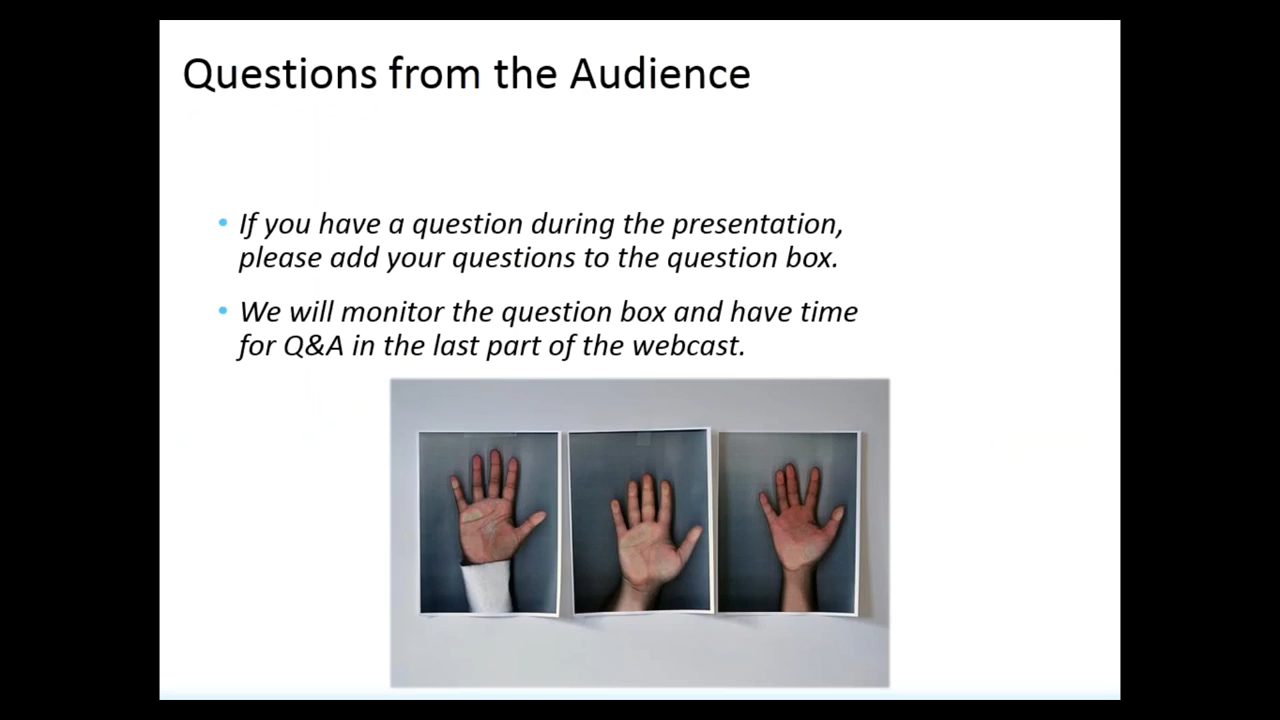 Questions from the Audience
• If you have a question during the presentation,
please add your questions to the question box.
• We will monitor the question box and have time
for Q&A in the last part of the webcast.